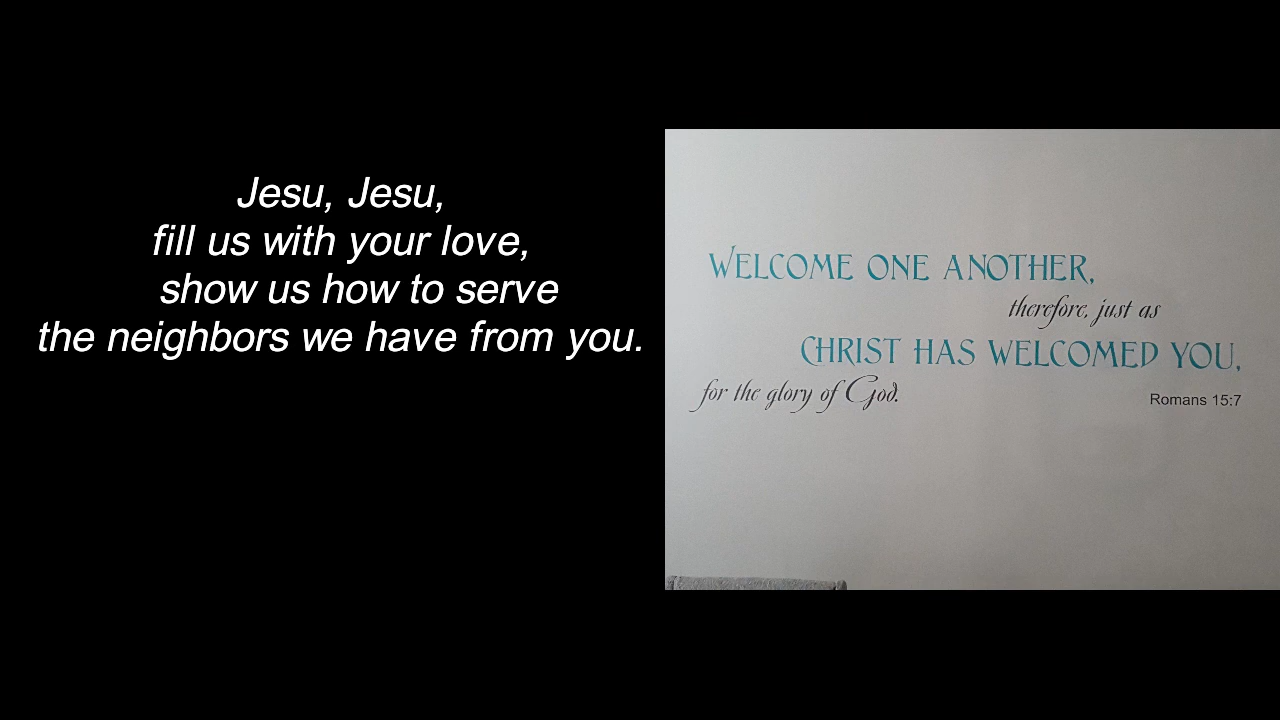 Jesu, Jesu,
fill us with your love,
show us how to serve
the neighbors we have from you.
WELCOME ONE ANOTHER,
therefore, just as
CHRIST HAS WELCOMED YOU,
for the glory of God.
Romans 15:7